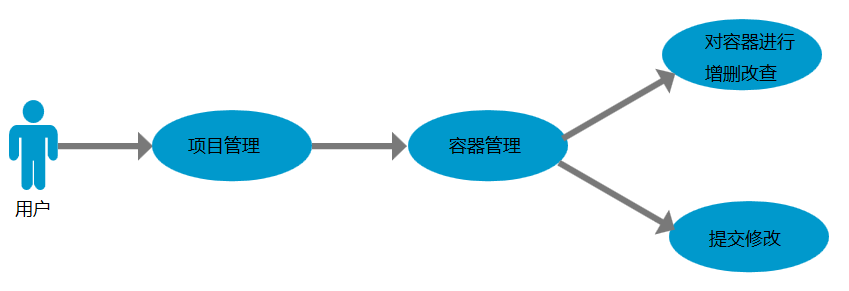 对容器进行
增删改查
项目管理
容器管理
用户
提交修改